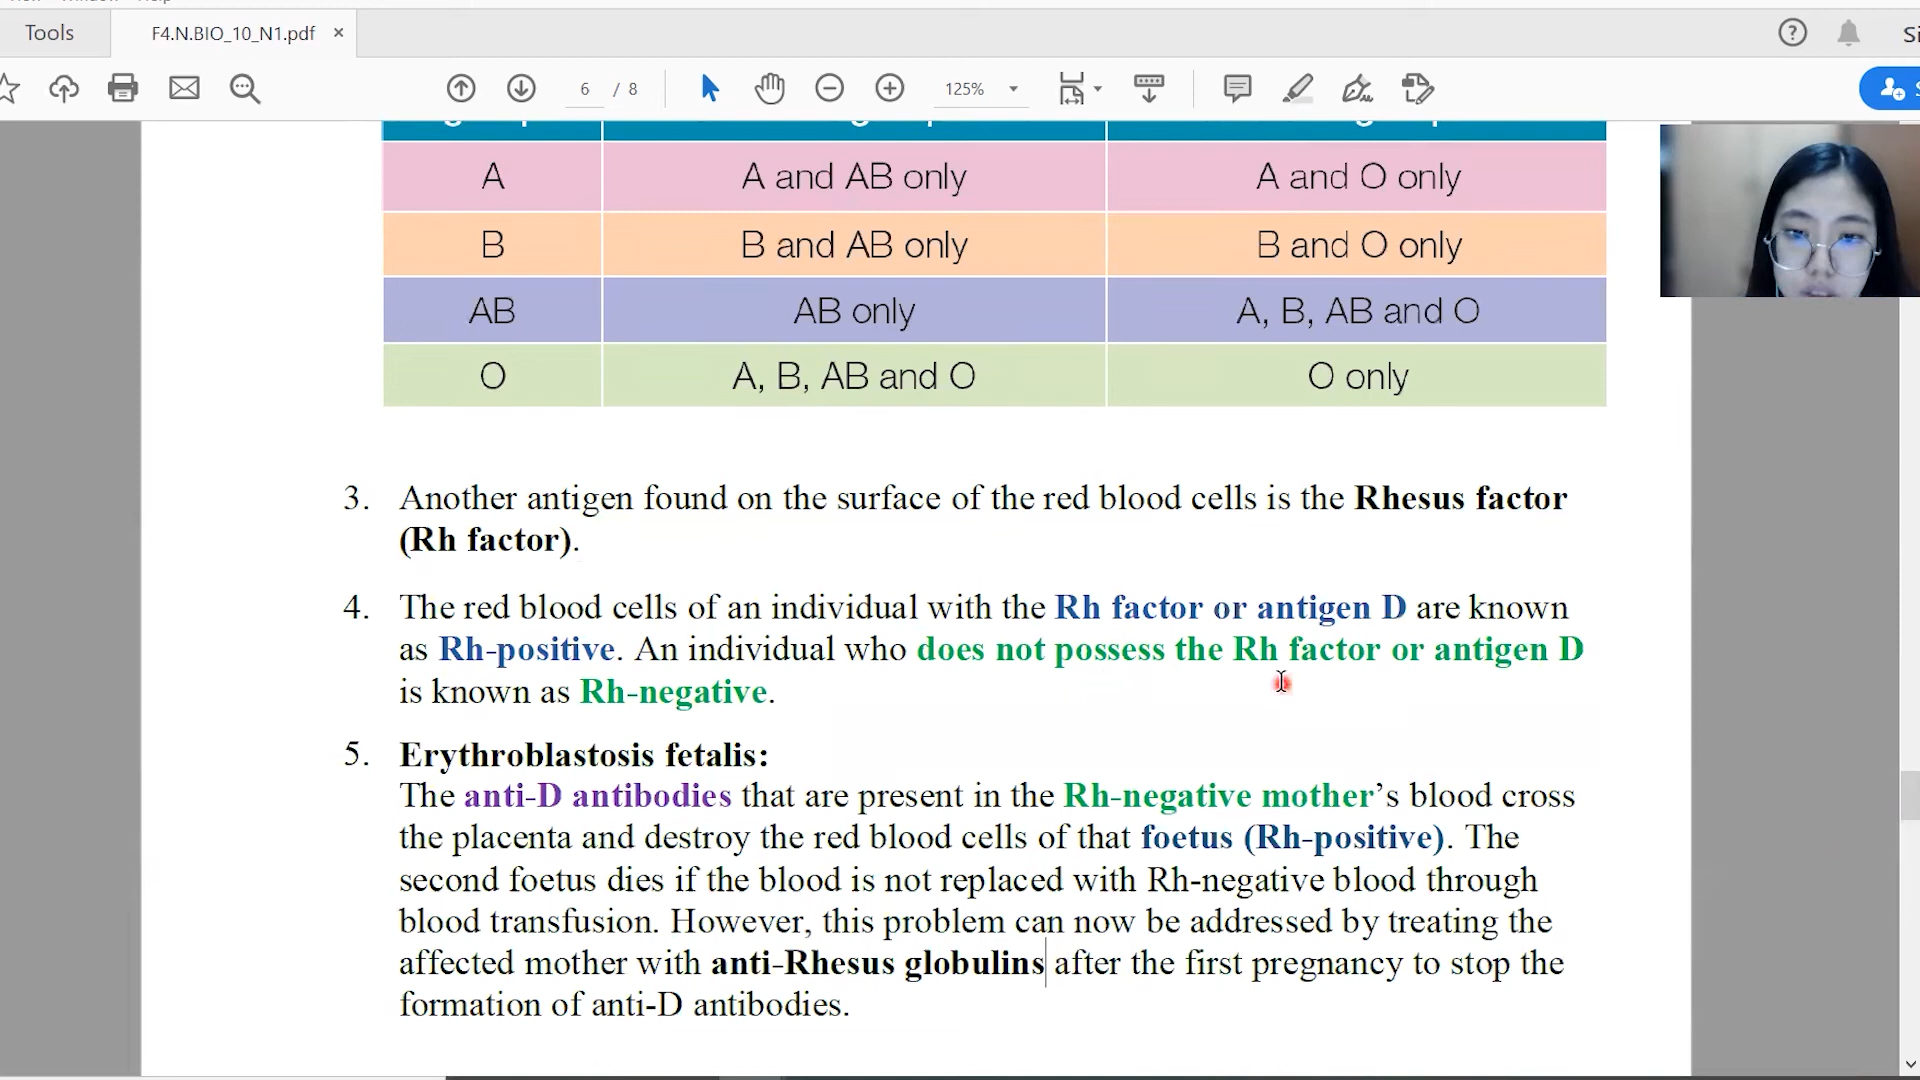 Tools
F4.N.BIO_10_N1.pdf ×
6 / 8
125%
A
A and AB only
A and O only
B
B and AB only
B and O only
AB
AB only
A, B, AB and O
O
A, B, AB and O
O only
3. Another antigen found on the surface of the red blood cells is the Rhesus factor
(Rh factor).
4. The red blood cells of an individual with the Rh factor or antigen D are known
as Rh-positive. An individual who does not possess the Rh factor or antigen D
is known as Rh-negative.
5. Erythroblastosis fetalis:
The anti-D antibodies that are present in the Rh-negative mother's blood cross
the placenta and destroy the red blood cells of that foetus (Rh-positive). The
second foetus dies if the blood is not replaced with Rh-negative blood through
blood transfusion. However, this problem can now be addressed by treating the
affected mother with anti-Rhesus globulins after the first pregnancy to stop the
formation of anti-D antibodies.